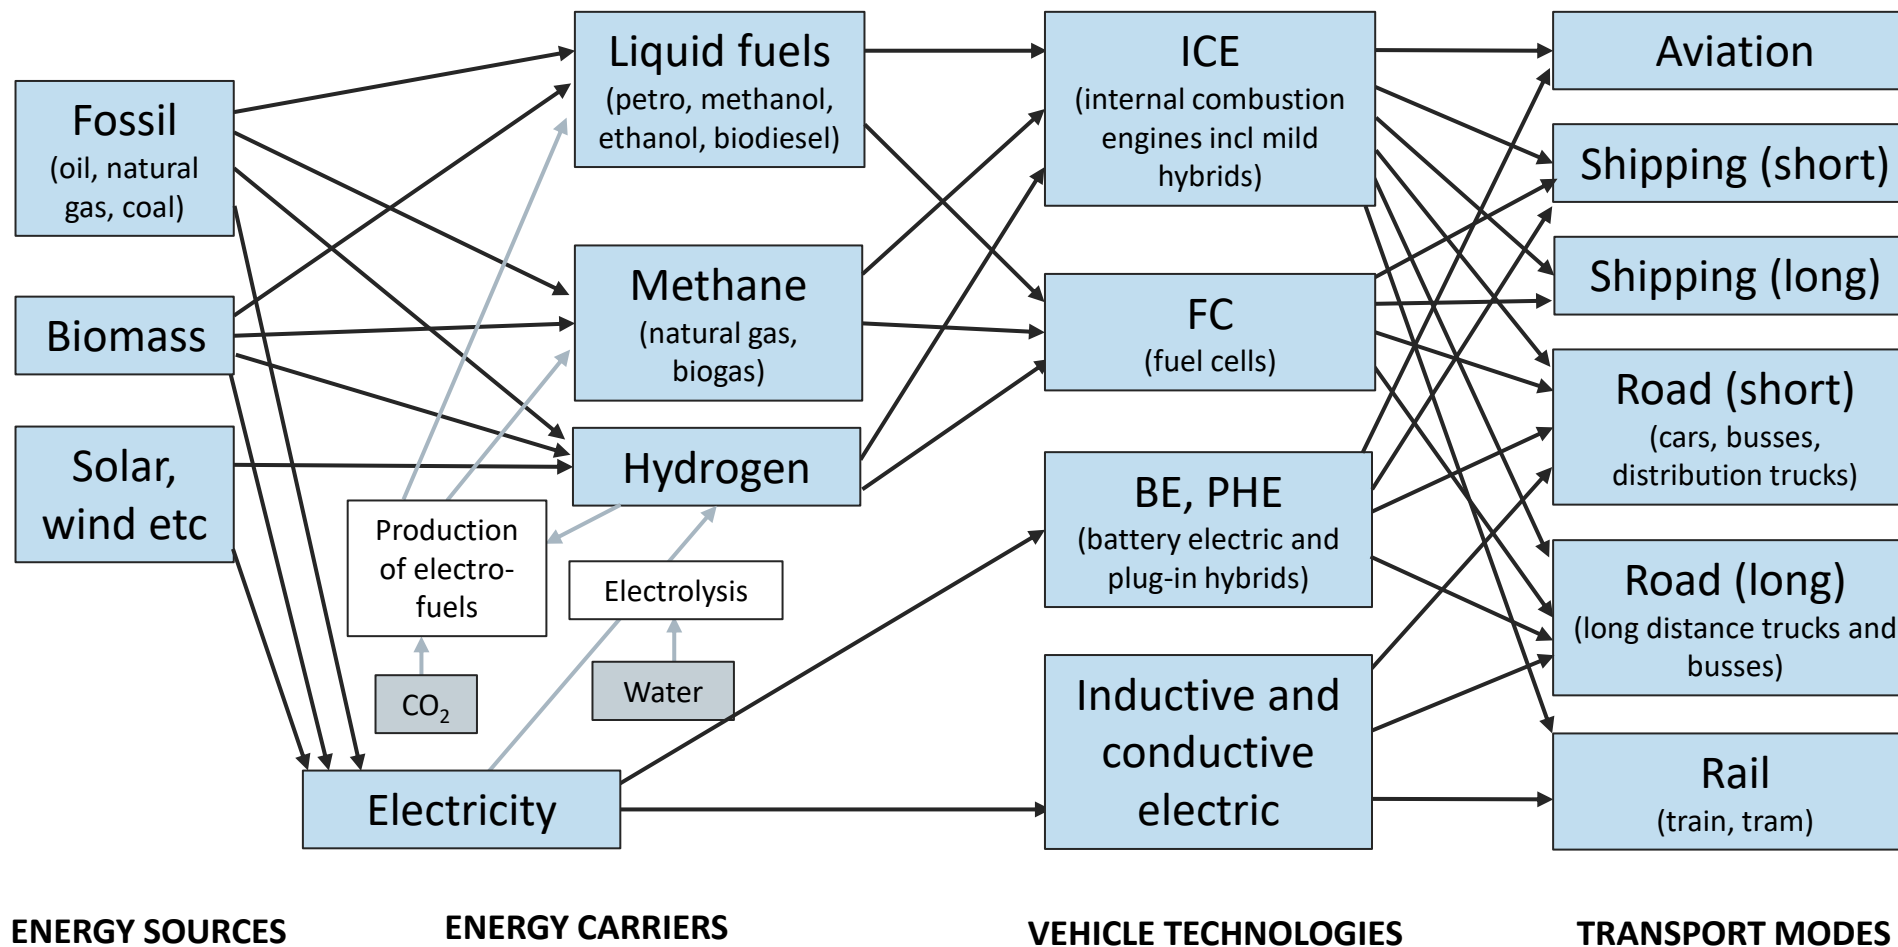 Fossil
(oil, natural
gas, coal)
Biomass
Solar,
wind etc
Liquid fuels
(petro, methanol,
ethanol, biodiesel)
Methane
(natural gas,
biogas)
Hydrogen
Production
of electro-
fuels
Electrolysis
CO₂
Water
Electricity
ICE
(internal combustion
engines incl mild
hybrids)
FC
(fuel cells)
BE, PHE
(battery electric and
plug-in hybrids)
Inductive and
conductive
electric
Aviation
Shipping (short)
Shipping (long)
Road (short)
(cars, busses,
distribution trucks)
Road (long)
(long distance trucks and
busses)
Rail
(train, tram)
ENERGY SOURCES
ENERGY CARRIERS
VEHICLE TECHNOLOGIES
TRANSPORT MODES